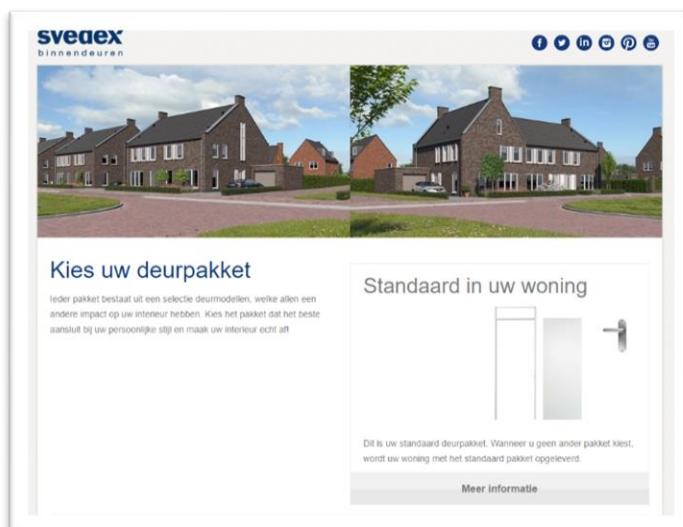 svedex
binnendeuren
Kies uw deurpakket
Ieder pakket bestaat uit een selectie deurmodellen, welke allen een
andere impact op uw interieur hebben. Kies het pakket dat het beste
aansluit bij uw persoonlijke stijl en maak uw interieur echt af!
Standaard in uw woning
Dit is uw standaard deurpakket. Wanneer u geen ander pakket kiest,
wordt uw woning met het standaard pakket opgeleverd.
Meer informatie